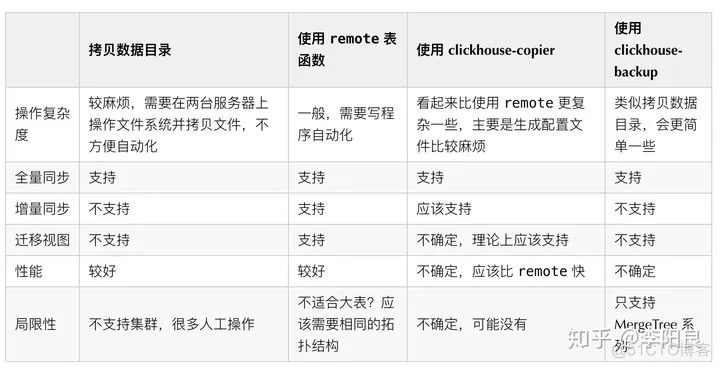 拷贝数据目录
使用 remote 表
函数
使用 clickhouse-copier
使用
clickhouse-
backup
操作复杂
度
较麻烦，需要在两台服务器上
操作文件系统并拷贝文件，不
方便自动化
一般，需要写程
序自动化
看起来比使用 remote 更复
杂一些，主要是生成配置文
件比较麻烦
类似拷贝数据
目录，会更简
单一些
全量同步
支持
支持
支持
支持
增量同步
不支持
支持
应该支持
不支持
迁移视图
不支持
支持
不确定，理论上应该支持
不支持
性能
较好
较好
不确定，应该比 remote 快
不确定
局限性
不支持集群，很多人工操作
不适合大表？应
该需要相同的拓
扑结构
不确定，可能没有
只支持
MergeTree 系
列
知乎 @李阳良
@51CTO博客